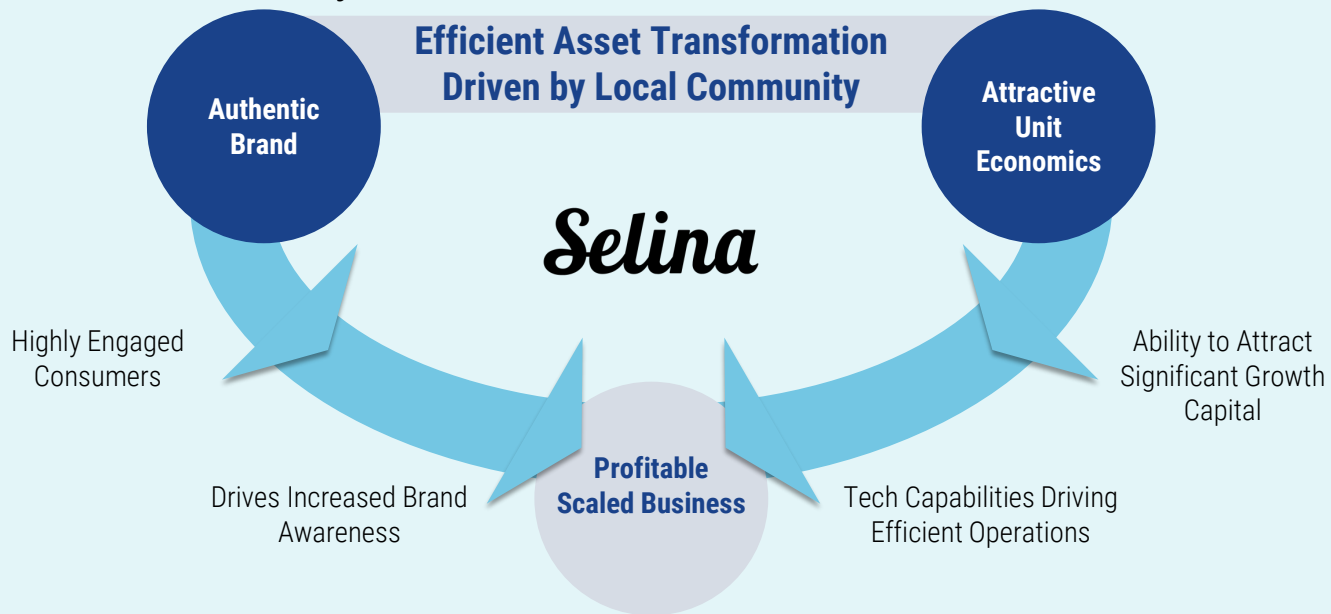 Efficient Asset Transformation
Driven by Local Community
Authentic
Brand
Attractive
Unit
Economics
Selina
Highly Engaged
Consumers
Ability to Attract
Significant Growth
Capital
Profitable
Scaled Business
Drives Increased Brand
Awareness
Tech Capabilities Driving
Efficient Operations